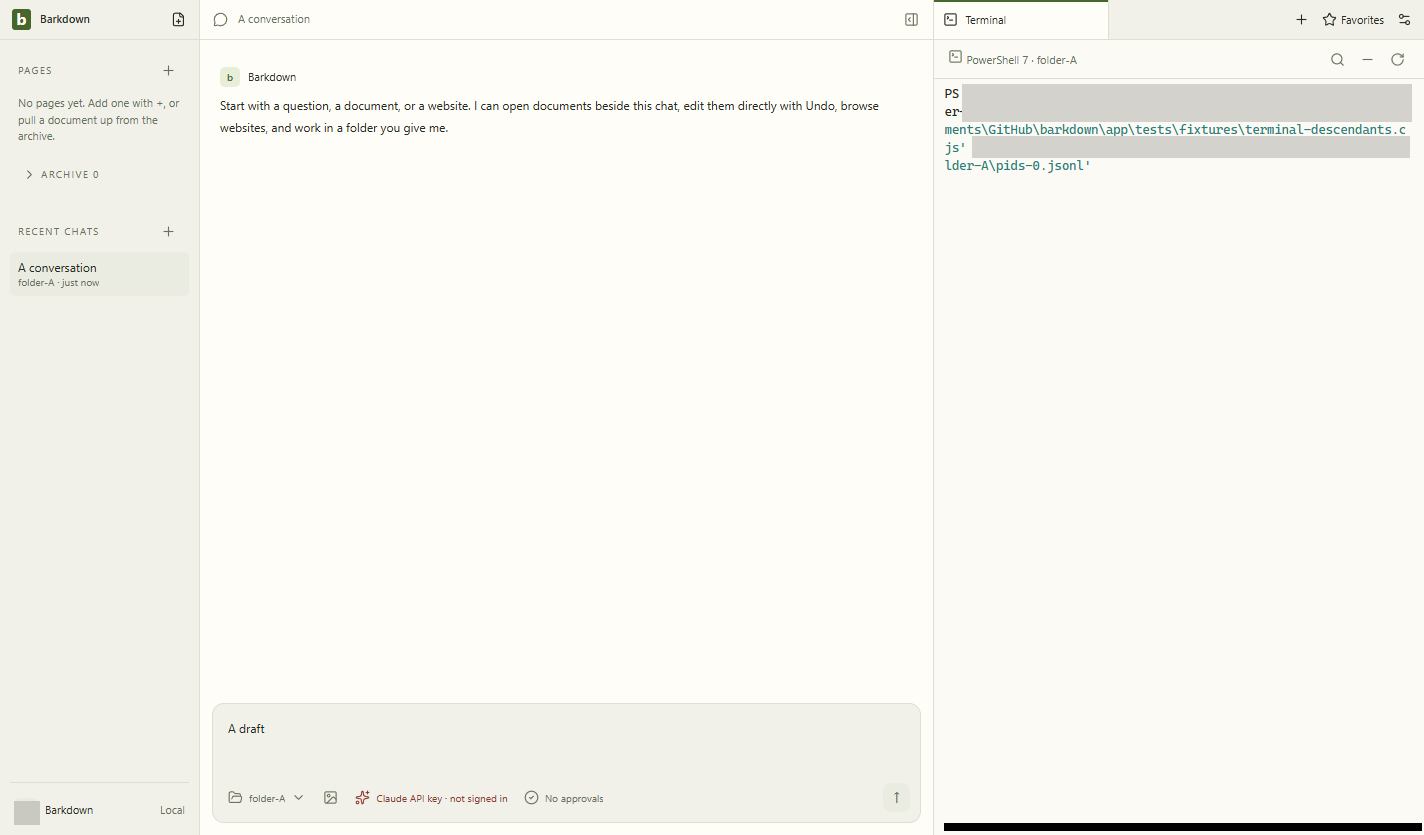 b Barkdown
PAGES
No pages yet. Add one with +, or
pull a document up from the
archive.
ARCHIVE 0
RECENT CHATS
A conversation
folder-A · just now
Barkdown Local
A conversation
b Barkdown
Start with a question, a document, or a website. I can open documents beside this chat, edit them directly with Undo, browse
websites, and work in a folder you give me.
A draft
folder-A Claude API key · not signed in No approvals
Terminal Favorites
PowerShell 7 · folder-A
PS
er-
ments\GitHub\barkdown\app\tests\fixtures\terminal-descendants.c
js'
lder-A\pids-0.jsonl'